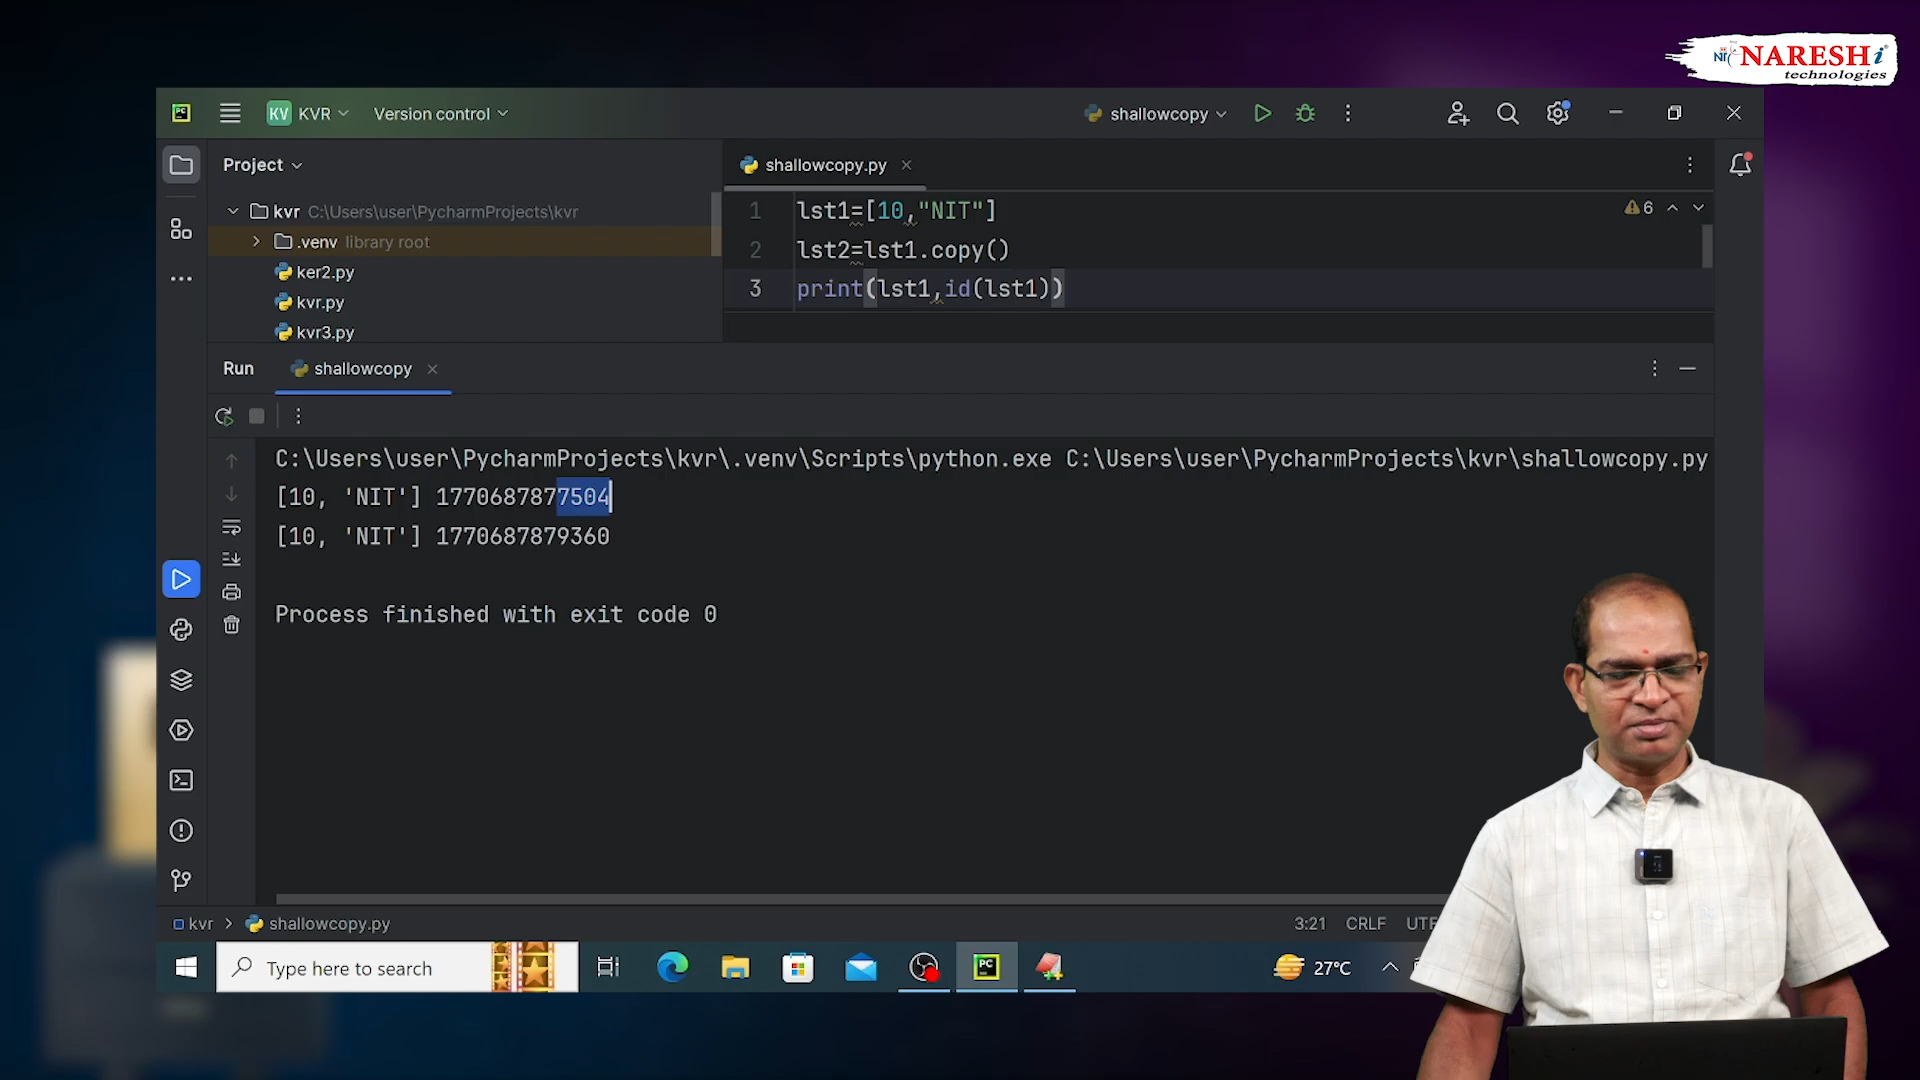 NIT NARESH i
technologies
PC
KV KVR
Version control
shallowcopy
Project
shallowcopy.py
kvr C:\Users\user\PycharmProjects\kvr
.venv library root
ker2.py
kvr.py
kvr3.py
1 lst1=[10,"NIT"]
2 lst2=lst1.copy()
3 print(lst1,id(lst1))
6
Run
shallowcopy
C:\Users\user\PycharmProjects\kvr\.venv\Scripts\python.exe C:\Users\user\PycharmProjects\kvr\shallowcopy.py
[10, 'NIT'] 1770687877504
[10, 'NIT'] 1770687879360
Process finished with exit code 0
kvr > shallowcopy.py
3:21 CRLF UTF
Type here to search
PC
27°C